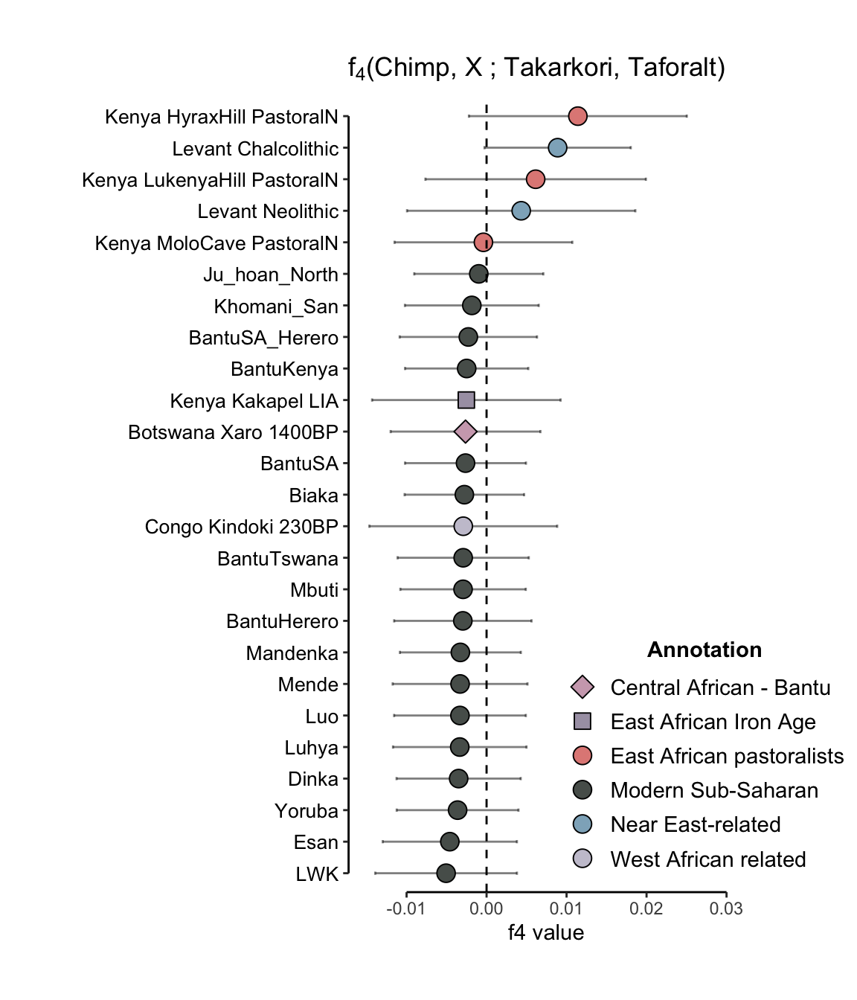 f₄(Chimp, X ; Takarkori, Taforalt)
Kenya HyraxHill PastoralN
Levant Chalcolithic
Kenya LukenyaHill PastoralN
Levant Neolithic
Kenya MoloCave PastoralN
Ju_hoan_North
Khomani_San
BantuSA_Herero
BantuKenya
Kenya Kakapel LIA
Botswana Xaro 1400BP
BantuSA
Biaka
Congo Kindoki 230BP
BantuTswana
Mbuti
BantuHerero
Mandenka
Mende
Luo
Luhya
Dinka
Yoruba
Esan
LWK
Annotation
Central African - Bantu
East African Iron Age
East African pastoralists
Modern Sub-Saharan
Near East-related
West African related
-0.01 0.00 0.01 0.02 0.03
f4 value